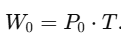 W₀ = P₀ · T.